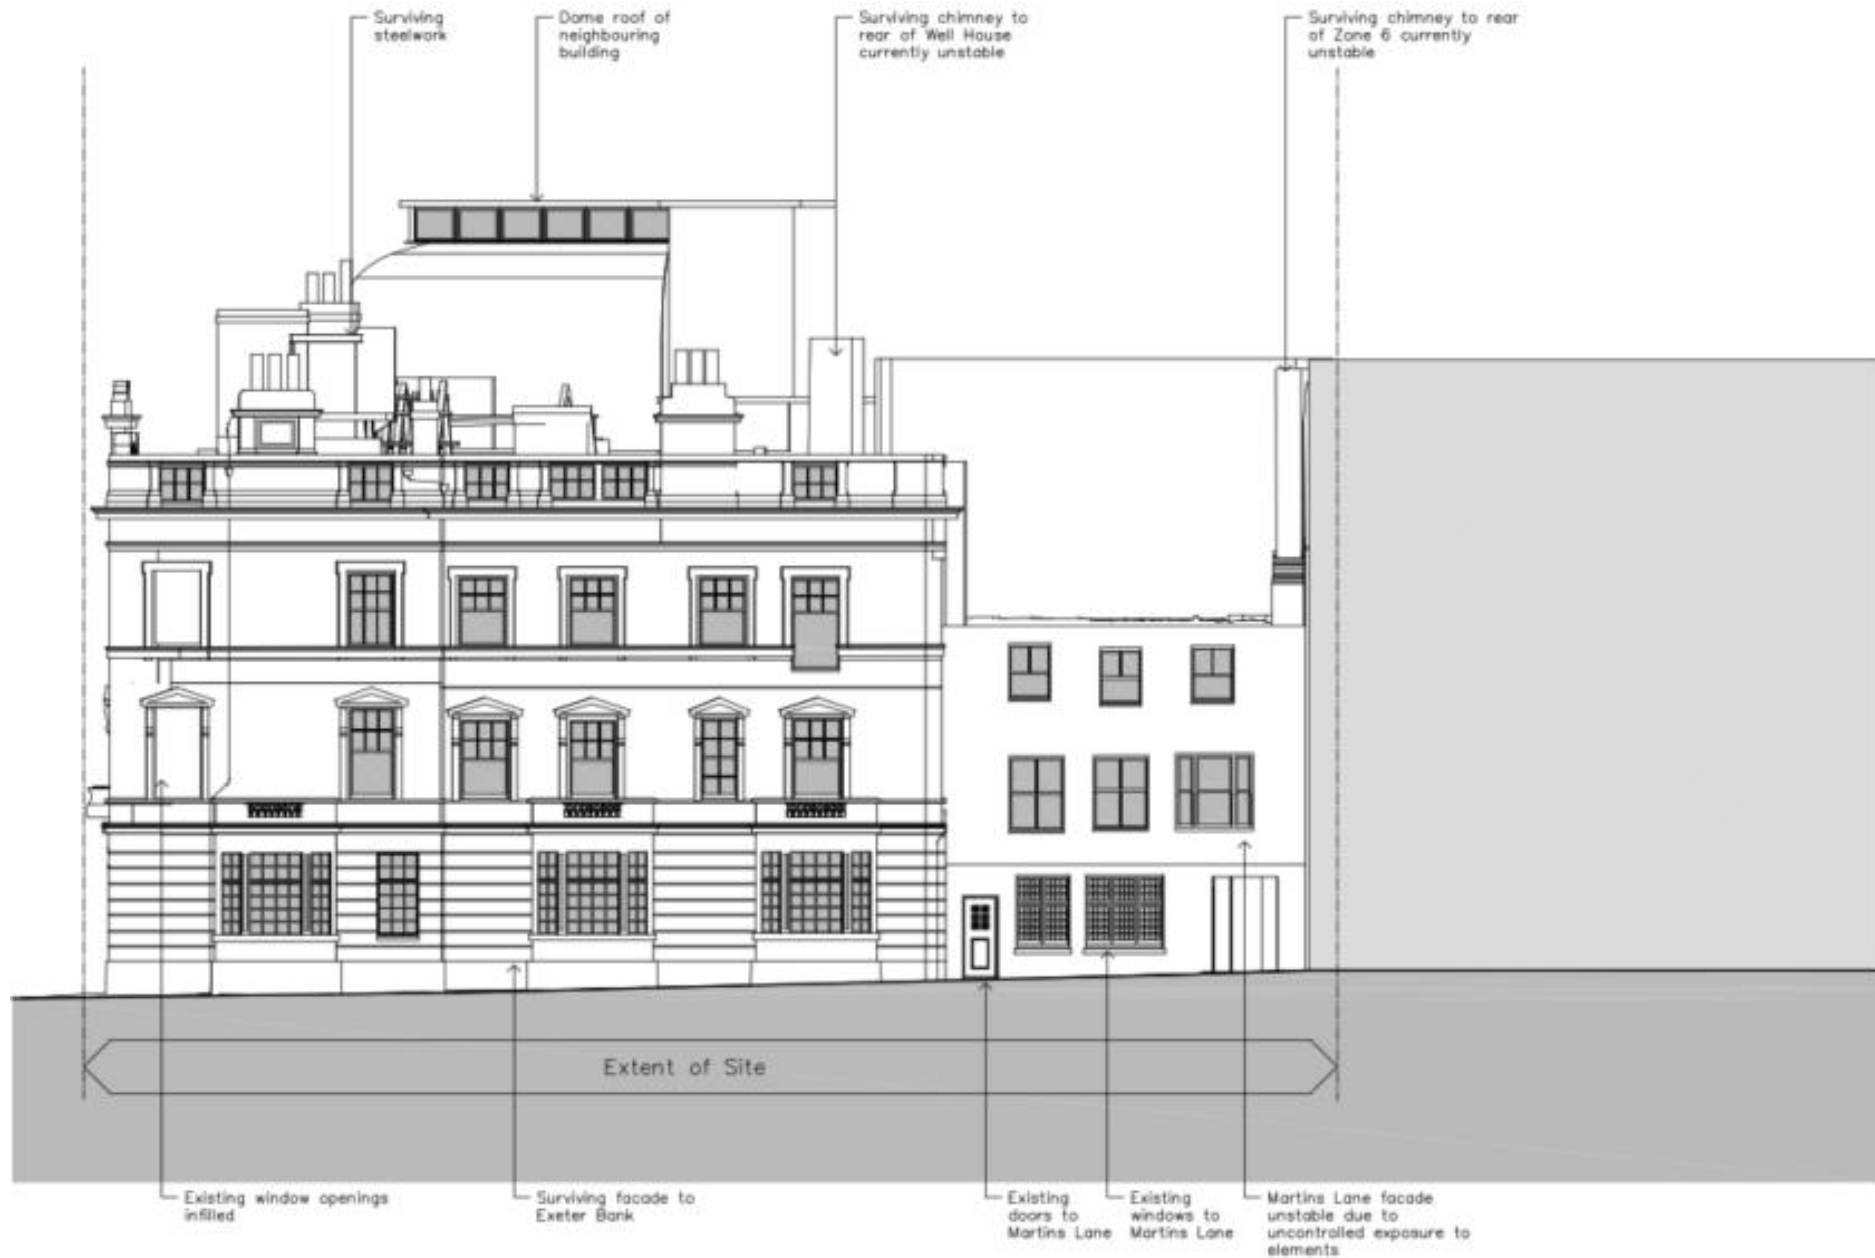 Surviving
steelwork
Dome roof of
neighbouring
building
Surviving chimney to
rear of Well House
currently unstable
Surviving chimney to rear
of Zone 6 currently
unstable
Extent of Site
Existing window openings
infilled
Surviving facade to
Exeter Bank
Existing
doors to
Martins Lane
Existing
windows to
Martins Lane
Martins Lane facade
unstable due to
uncontrolled exposure to
elements